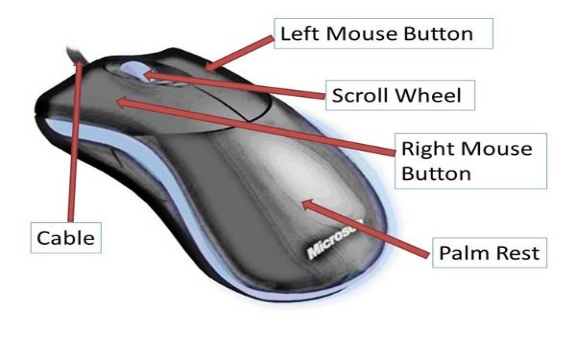 Left Mouse Button
Scroll Wheel
Right Mouse
Button
Cable
Palm Rest
Microsoft